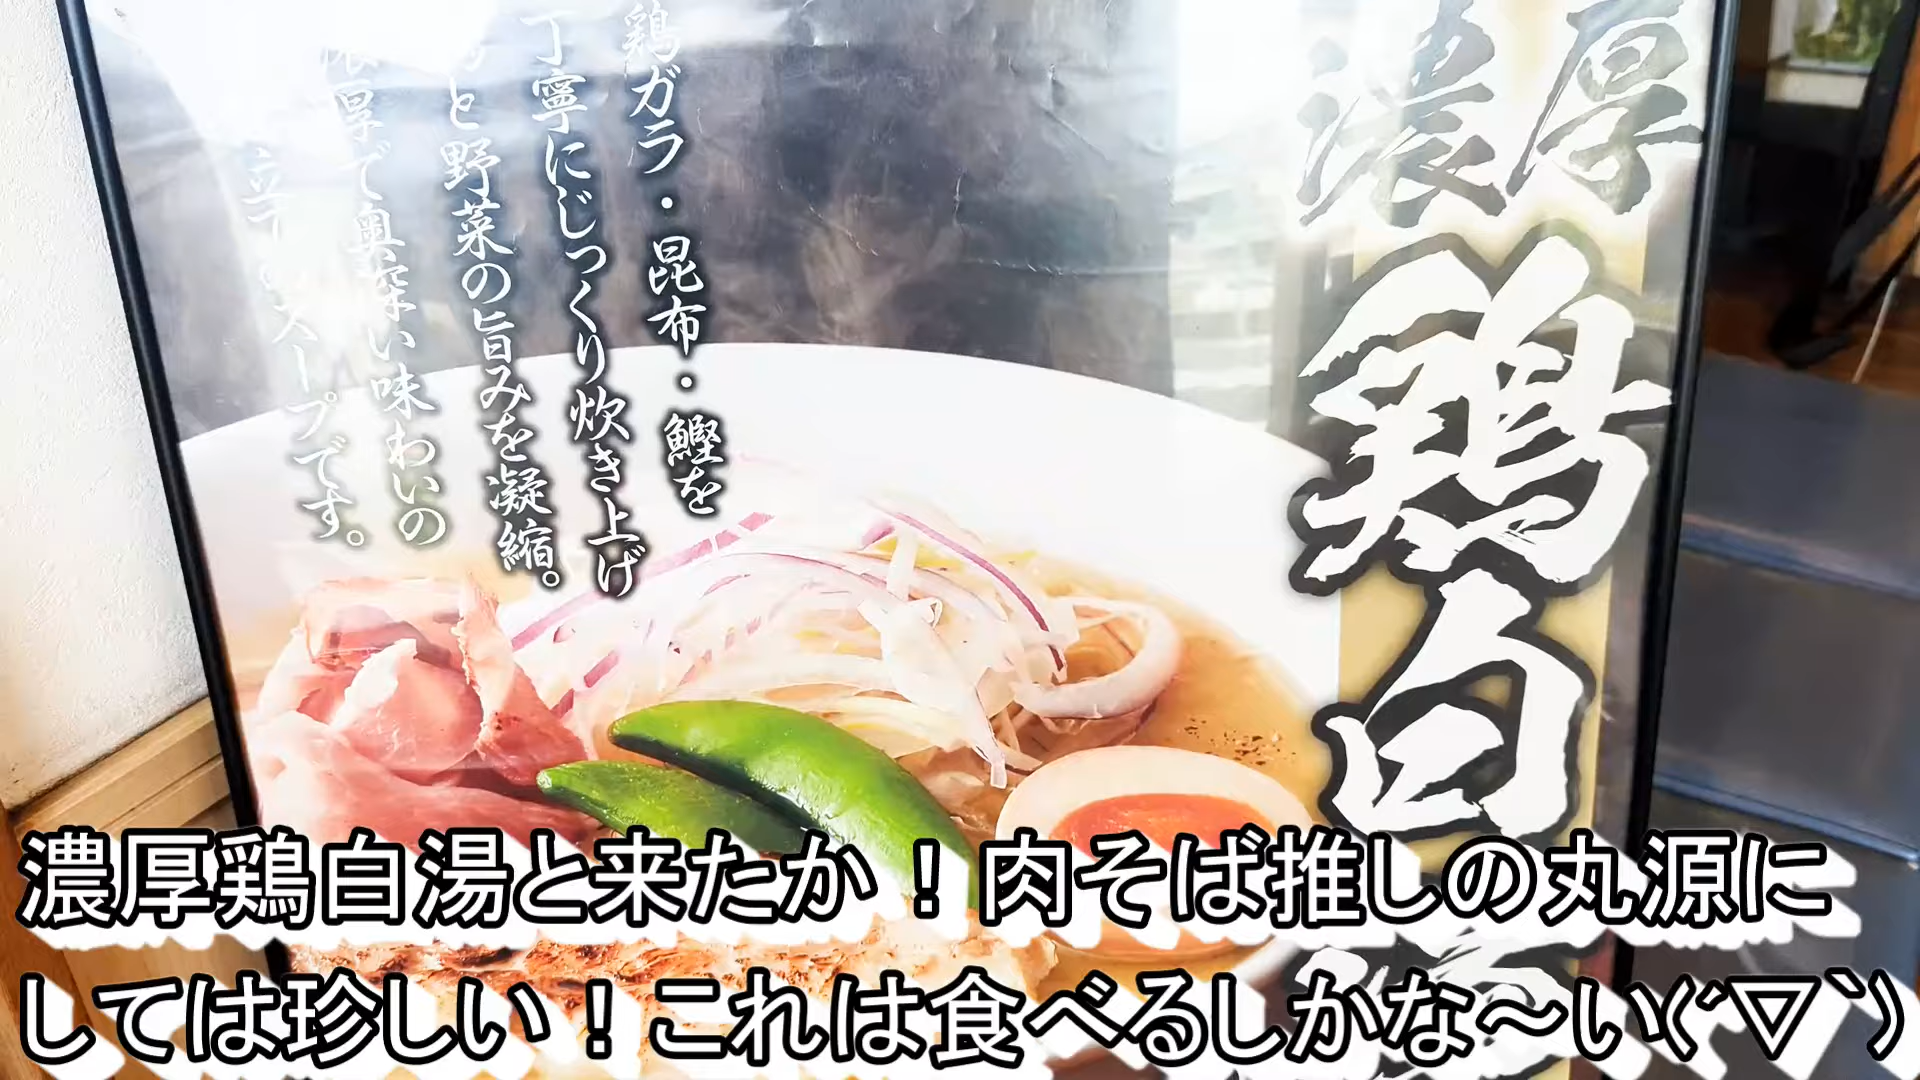 濃厚
鶏白湯
鶏ガラ・昆布・鰹を
丁寧にじっくり炊き上げ
と野菜の旨みを凝縮。
濃厚で奥深い味わいの
立てのスープです。
濃厚鶏白湯と来たか！肉そば推しの丸源に
しては珍しい！これは食べるしかな～い(´▽`)